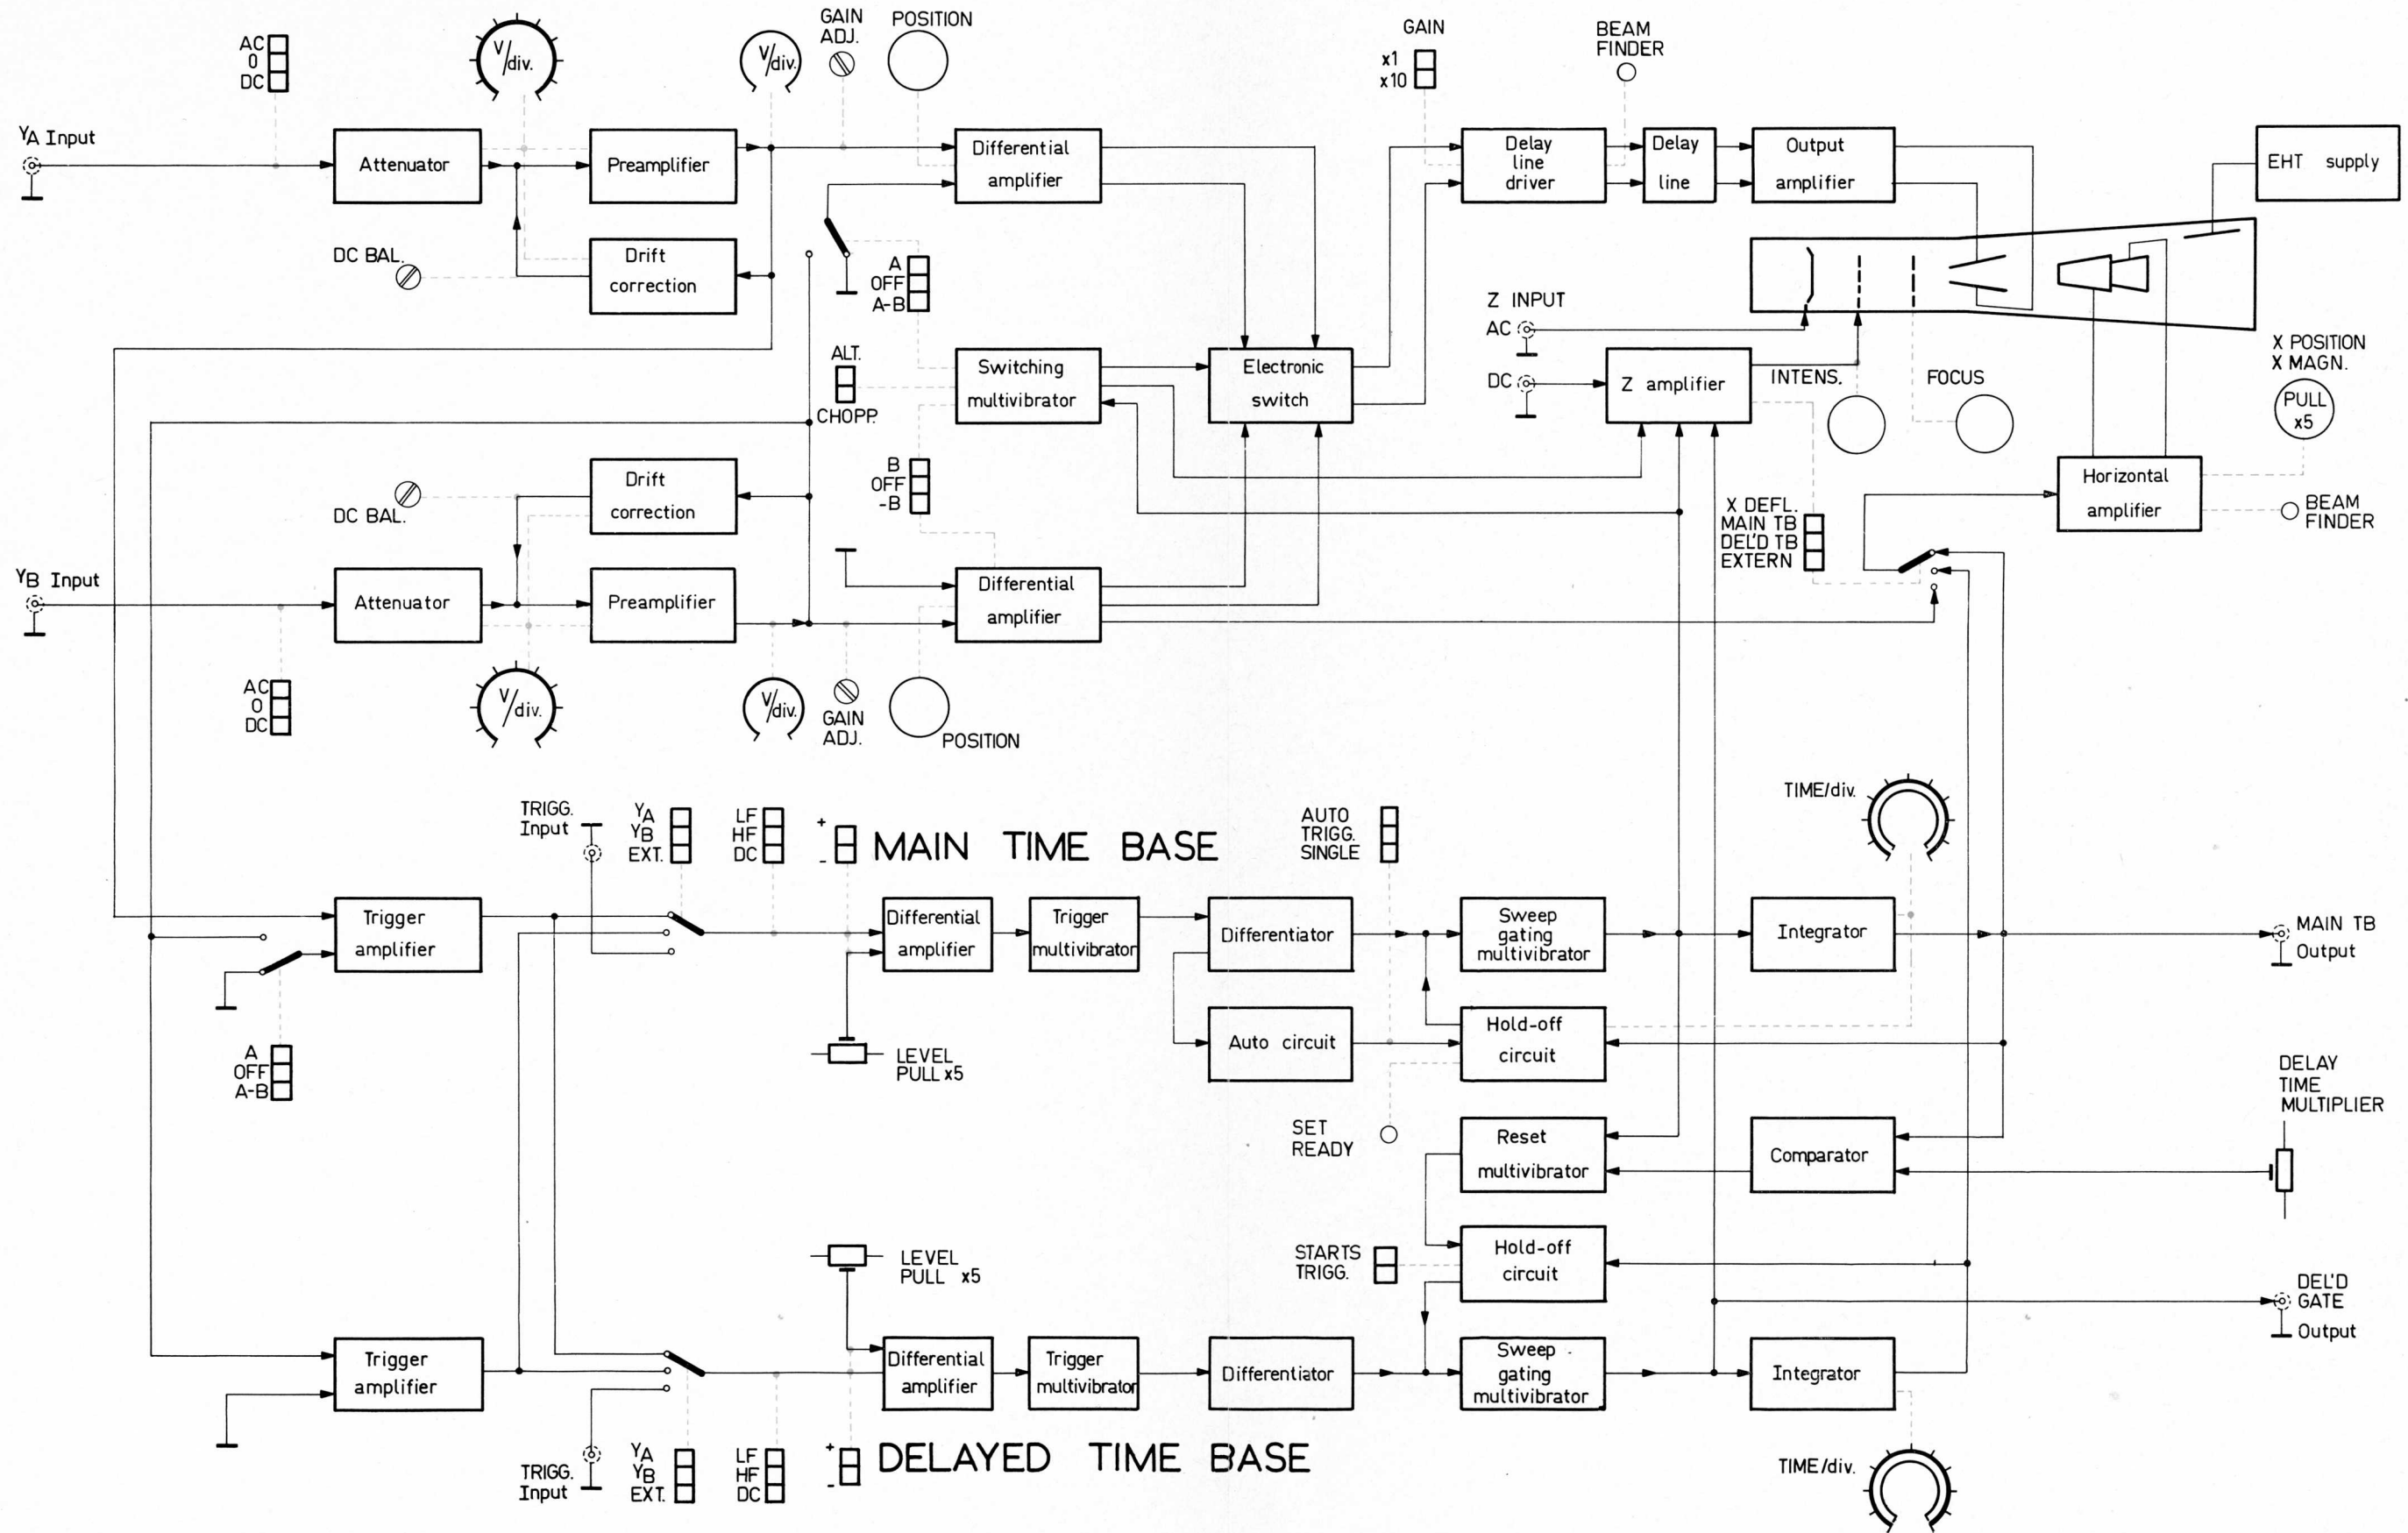 AC
0
DC
V/div.
V/div.
GAIN
ADJ.
POSITION
GAIN
x1
x10
BEAM
FINDER
YA Input
Attenuator
Preamplifier
Differential
amplifier
Delay
line
driver
Delay
line
Output
amplifier
EHT supply
DC BAL.
Drift
correction
A
OFF
A-B
Z INPUT
AC
DC
ALT.
CHOPP.
Switching
multivibrator
Electronic
switch
Z amplifier
INTENS.
FOCUS
X POSITION
X MAGN.
PULL
x5
DC BAL.
Drift
correction
B
OFF
-B
X DEFL.
MAIN TB
DEL'D TB
EXTERN
Horizontal
amplifier
BEAM
FINDER
YB Input
Attenuator
Preamplifier
Differential
amplifier
AC
0
DC
V/div.
V/div.
GAIN
ADJ.
POSITION
TRIGG.
Input
YA
YB
EXT.
LF
HF
DC
+
-
MAIN TIME BASE
AUTO
TRIGG.
SINGLE
TIME/div.
Trigger
amplifier
Differential
amplifier
Trigger
multivibrator
Differentiator
Sweep
gating
multivibrator
Integrator
MAIN TB
Output
A
OFF
A-B
LEVEL
PULL x5
Auto circuit
Hold-off
circuit
SET
READY
Reset
multivibrator
Comparator
DELAY
TIME
MULTIPLIER
LEVEL
PULL x5
STARTS
TRIGG.
Hold-off
circuit
DEL'D
GATE
Output
Trigger
amplifier
Differential
amplifier
Trigger
multivibrator
Differentiator
Sweep
gating
multivibrator
Integrator
TRIGG.
Input
YA
YB
EXT.
LF
HF
DC
+
-
DELAYED TIME BASE
TIME/div.